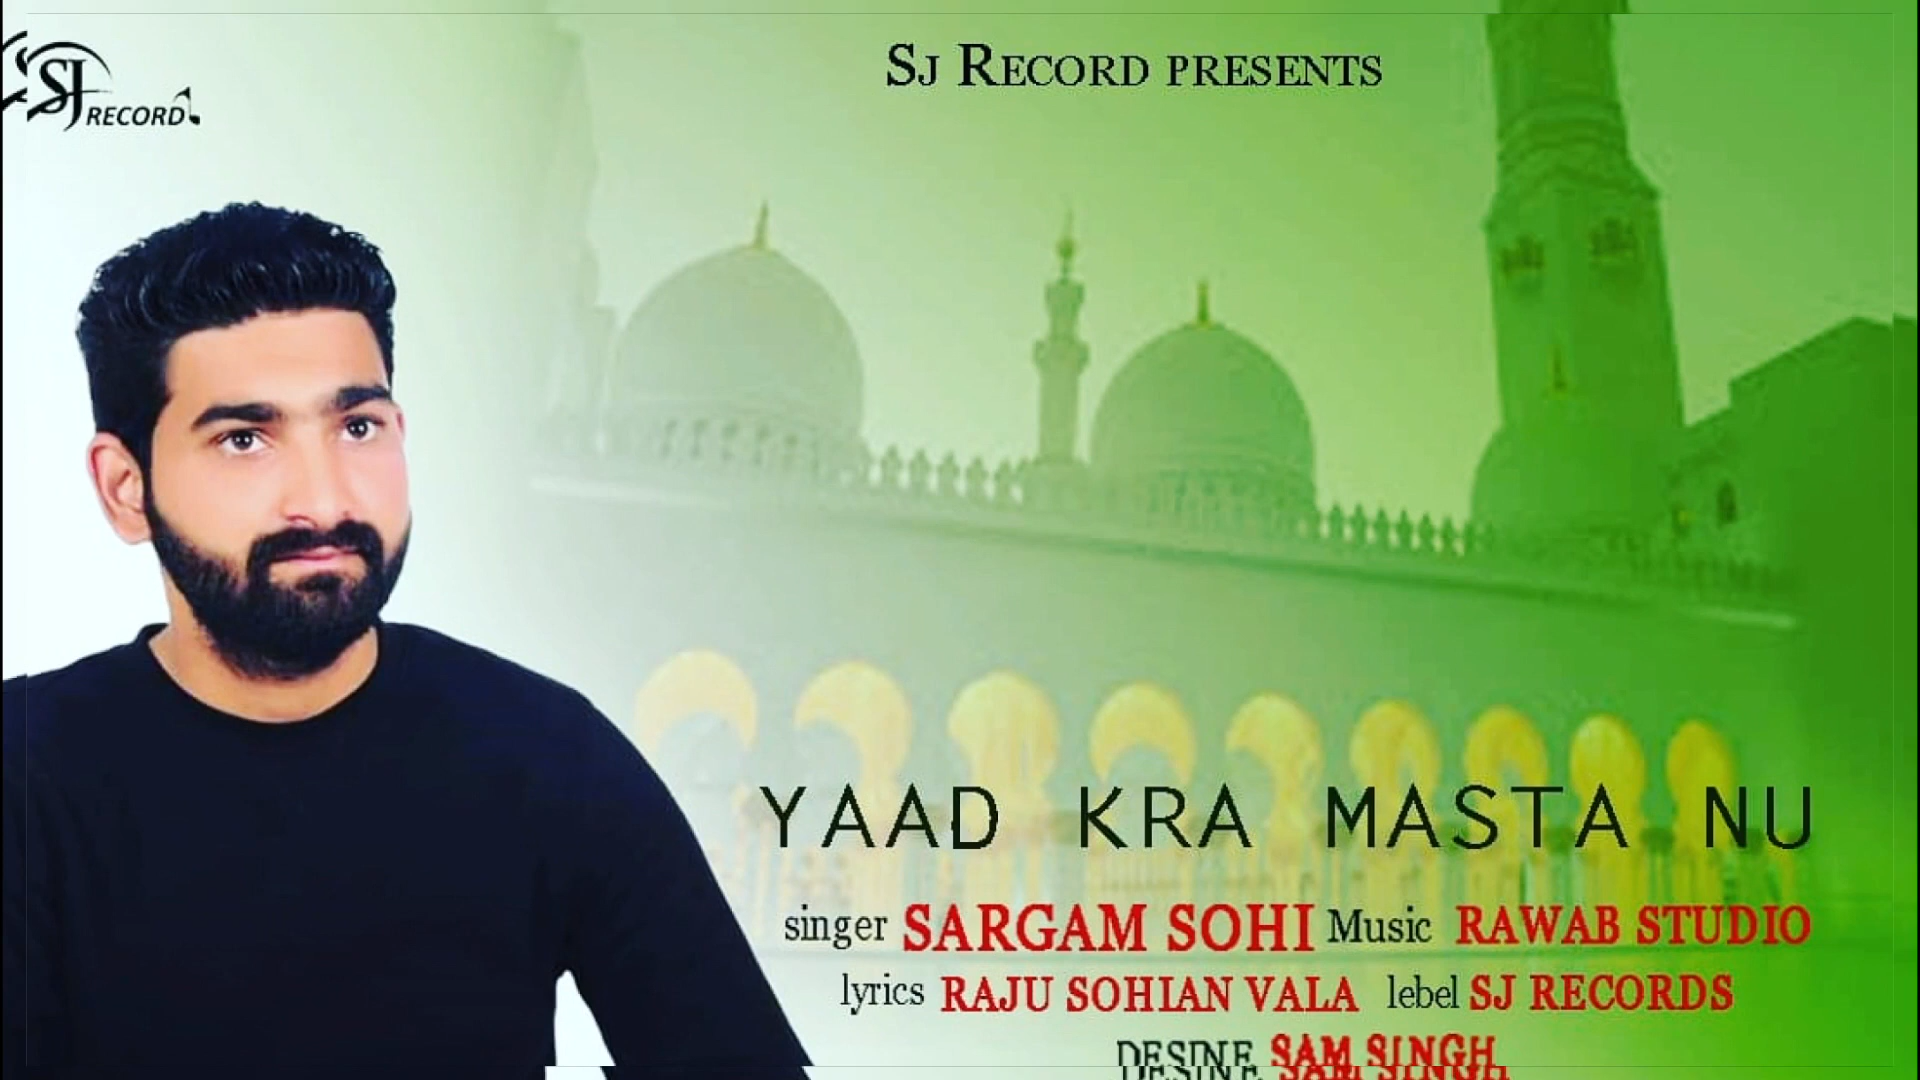 SJ RECORD
SJ RECORD PRESENTS
YAAD KRA MASTA NU
singer SARGAM SOHI Music RAWAB STUDIO
lyrics RAJU SOHIAN VALA lebel SJ RECORDS
DESINE SAM SINGH